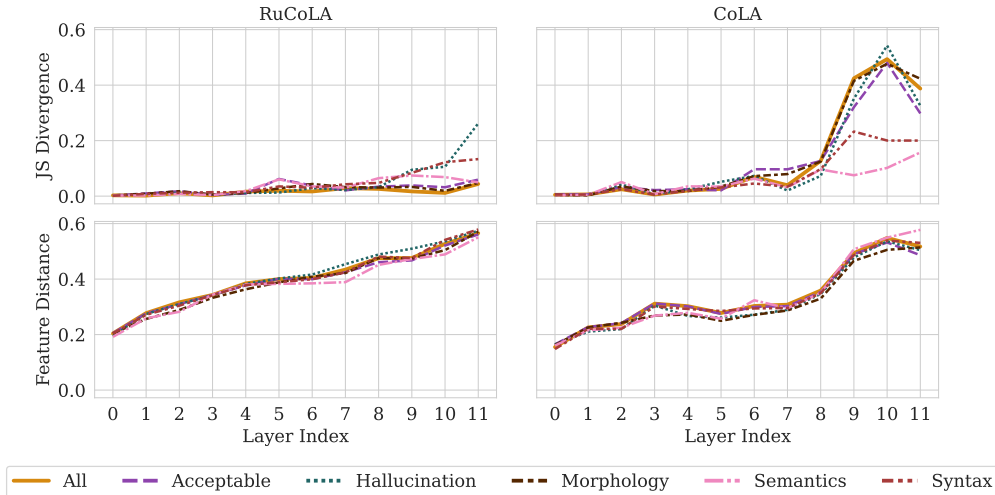 RuCoLA CoLA
JS Divergence
0.6
0.4
0.2
0.0
Feature Distance
0.6
0.4
0.2
0.0
0 1 2 3 4 5 6 7 8 9 10 11
0 1 2 3 4 5 6 7 8 9 10 11
Layer Index Layer Index
All Acceptable Hallucination Morphology Semantics Syntax